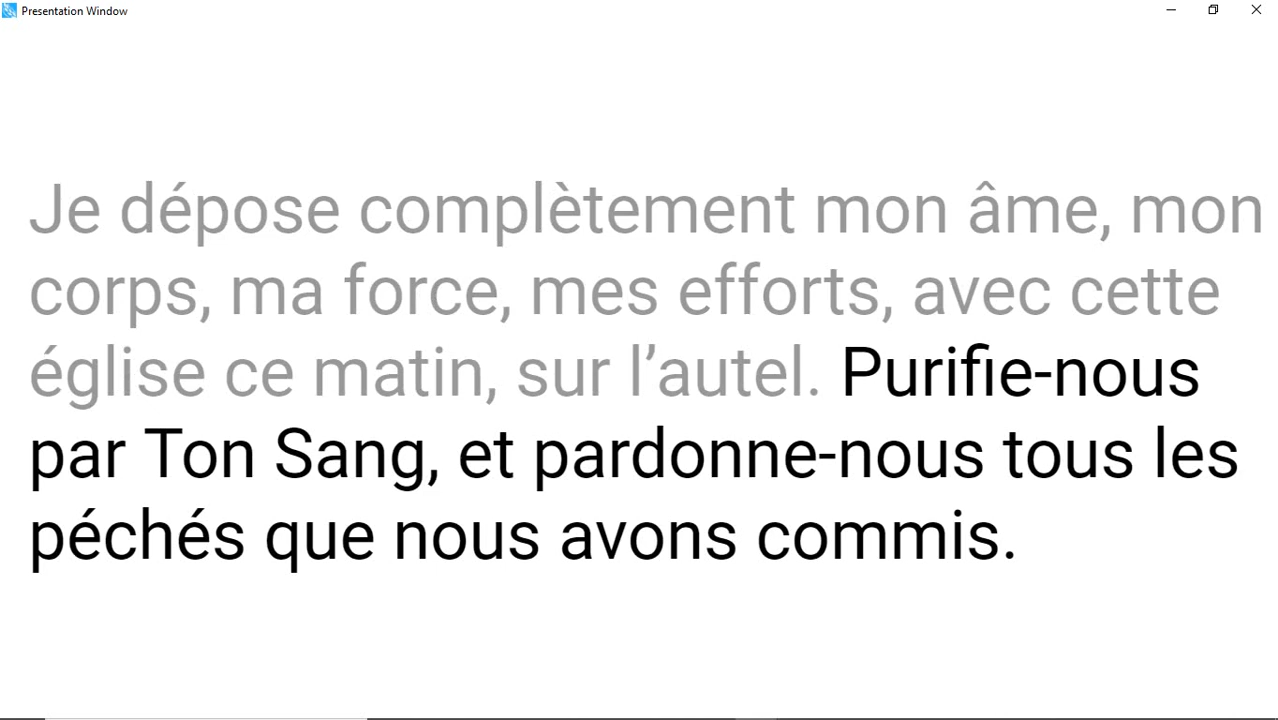 Presentation Window
Je dépose complètement mon âme, mon
corps, ma force, mes efforts, avec cette
église ce matin, sur l’autel. Purifie-nous
par Ton Sang, et pardonne-nous tous les
péchés que nous avons commis.